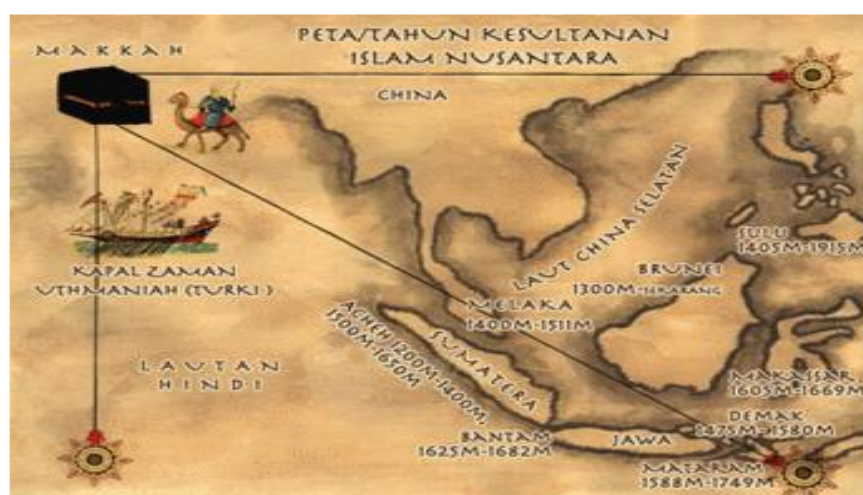 PETA/TAHUN KESULTANAN
ISLAM NUSANTARA
MAKKAH
CHINA
KAPAL ZAMAN
UTHMANIAH (TURKI)
LAUTAN
HINDI
LAUT CHINA SELATAN
SULU
1405M-1915M
BRUNEI
1300M-SEKARANG
MELAKA
1400M-1511M
ACHEH 1200M-1400M,
1500M-1650M
SUMATERA
MAKASSAR
1605M-1669M
DEMAK
1475M-1580M
BANTAM
1625M-1682M
JAWA
MATARAM
1588M-1749M